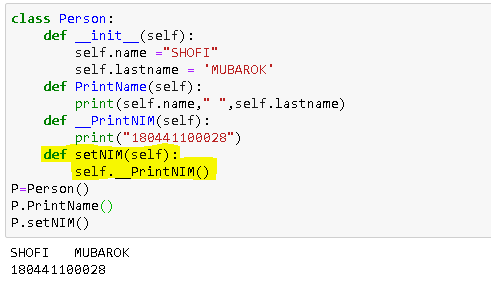 class Person:
    def __init__(self):
        self.name ="SHOFI"
        self.lastname = 'MUBAROK'
    def PrintName(self):
        print(self.name," ",self.lastname)
    def __PrintNIM(self):
        print("180441100028")
    def setNIM(self):
        self.__PrintNIM()
P=Person()
P.PrintName()
P.setNIM()
SHOFI   MUBAROK
180441100028